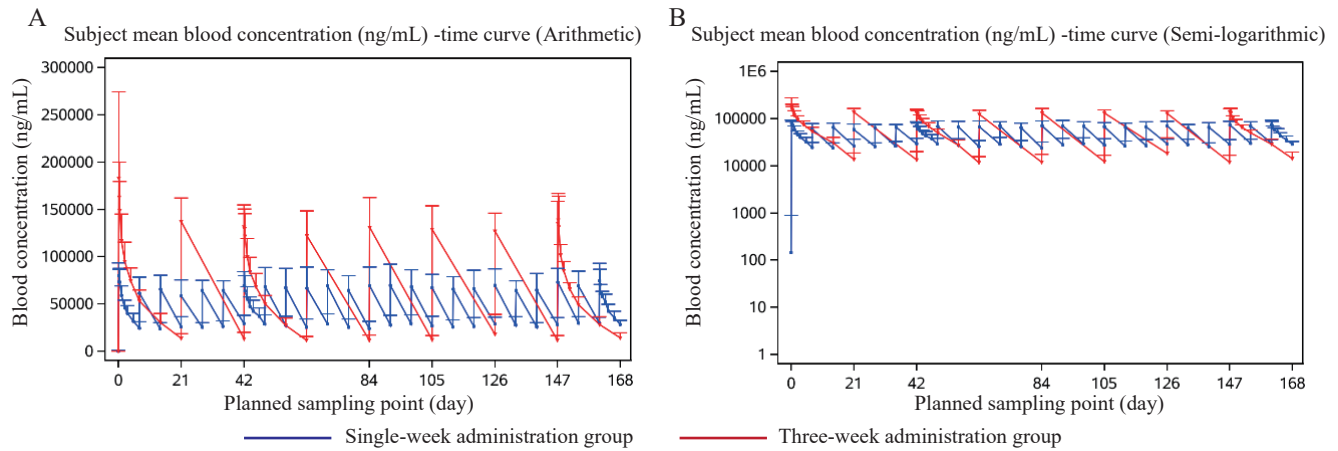 A
Subject mean blood concentration (ng/mL) -time curve (Arithmetic)
Blood concentration (ng/mL)
300000
250000
200000
150000
100000
50000
0
0 21 42 84 105 126 147 168
Planned sampling point (day)
B
Subject mean blood concentration (ng/mL) -time curve (Semi-logarithmic)
Blood concentration (ng/mL)
1E6
100000
10000
1000
100
10
1
0 21 42 84 105 126 147 168
Planned sampling point (day)
Single-week administration group
Three-week administration group